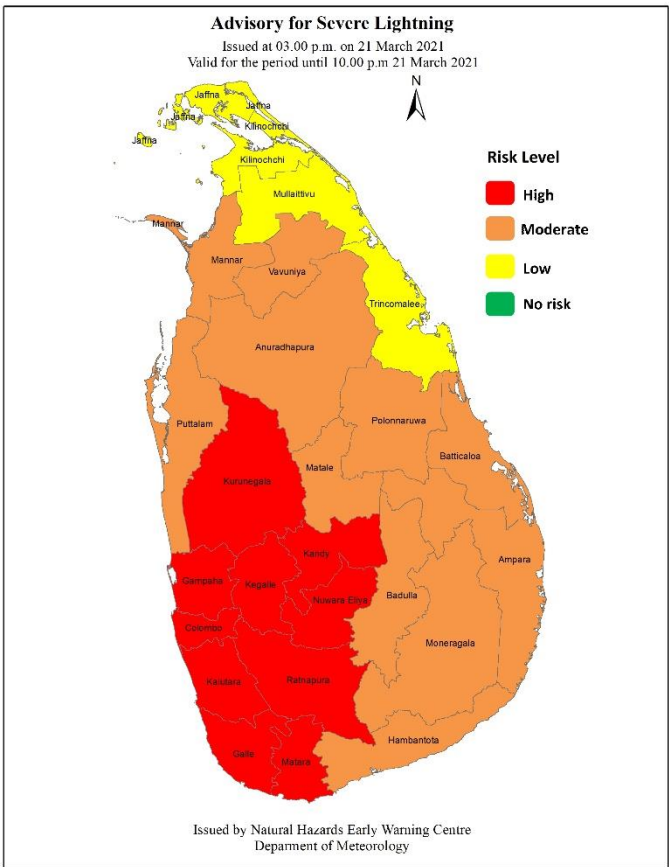 Advisory for Severe Lightning
Issued at 03.00 p.m. on 21 March 2021
Valid for the period until 10.00 p.m 21 March 2021
N
Jaffna
Jaffna
Jaffna
Kilinochchi
Jaffna
Kilinochchi
Mullaittivu
Risk Level
High
Moderate
Low
No risk
Mannar
Mannar
Vavuniya
Trincomalee
Anuradhapura
Puttalam
Polonnaruwa
Batticaloa
Matale
Kurunegala
Kandy
Ampara
Gampaha
Kegalle
Nuwara Eliya
Badulla
Colombo
Moneragala
Kalutara
Ratnapura
Hambantota
Galle
Matara
Issued by Natural Hazards Early Warning Centre
Deparment of Meteorology